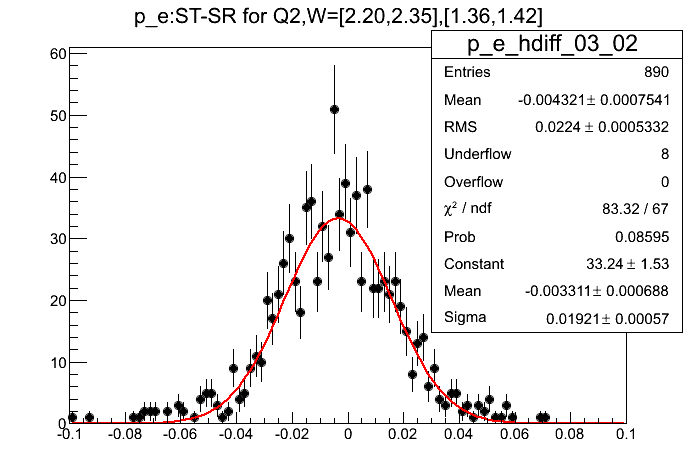 p_e:ST-SR for Q2,W=[2.20,2.35],[1.36,1.42]
p_e_hdiff_03_02
Entries 890
Mean -0.004321± 0.0007541
RMS 0.0224 ± 0.0005332
Underflow 8
Overflow 0
χ² / ndf 83.32 / 67
Prob 0.08595
Constant 33.24 ± 1.53
Mean -0.003311± 0.000688
Sigma 0.01921± 0.00057
60
50
40
30
20
10
0
-0.1 -0.08 -0.06 -0.04 -0.02 0 0.02 0.04 0.06 0.08 0.1